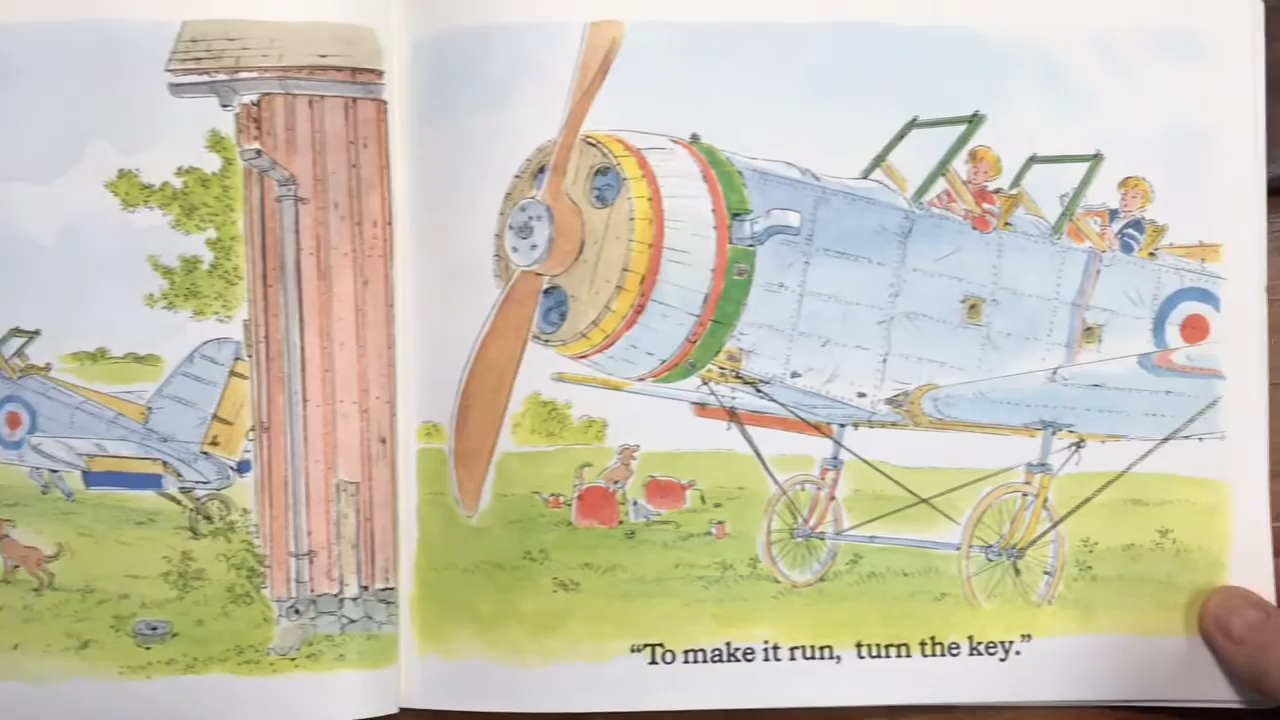 “To make it run, turn the key.”